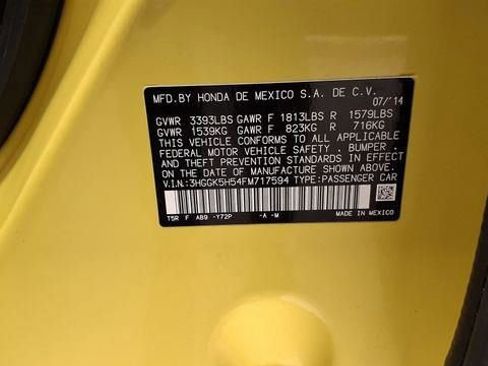 MFD.BY HONDA DE MEXICO S.A. DE C.V.
07/'14
GVWR 3393LBS GAWR F 1813LBS R 1579LBS
GVWR 1539KG GAWR F 823KG R 716KG
THIS VEHICLE CONFORMS TO ALL APPLICABLE
FEDERAL MOTOR VEHICLE SAFETY , BUMPER ,
AND THEFT PREVENTION STANDARDS IN EFFECT
ON THE DATE OF MANUFACTURE SHOWN ABOVE.
V.I.N.:3HGGK5H54FM717594 TYPE:PASSENGER CAR
T5R F AB9 -Y72P -A -M MADE IN MEXICO